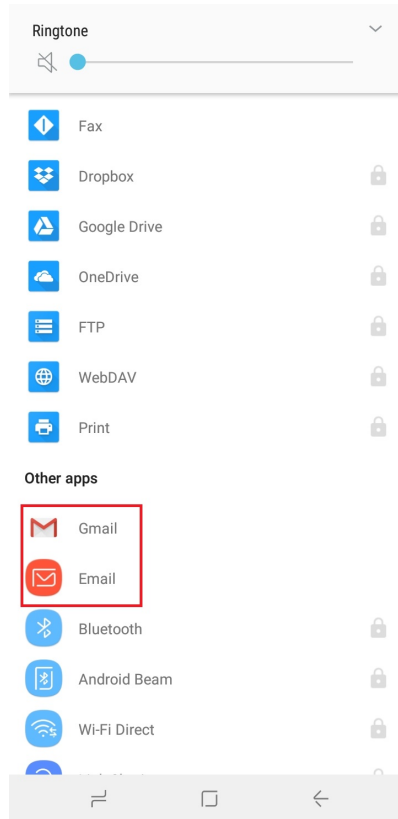 Ringtone
Fax
Dropbox
Google Drive
OneDrive
FTP
WebDAV
Print
Other apps
Gmail
Email
Bluetooth
Android Beam
Wi-Fi Direct